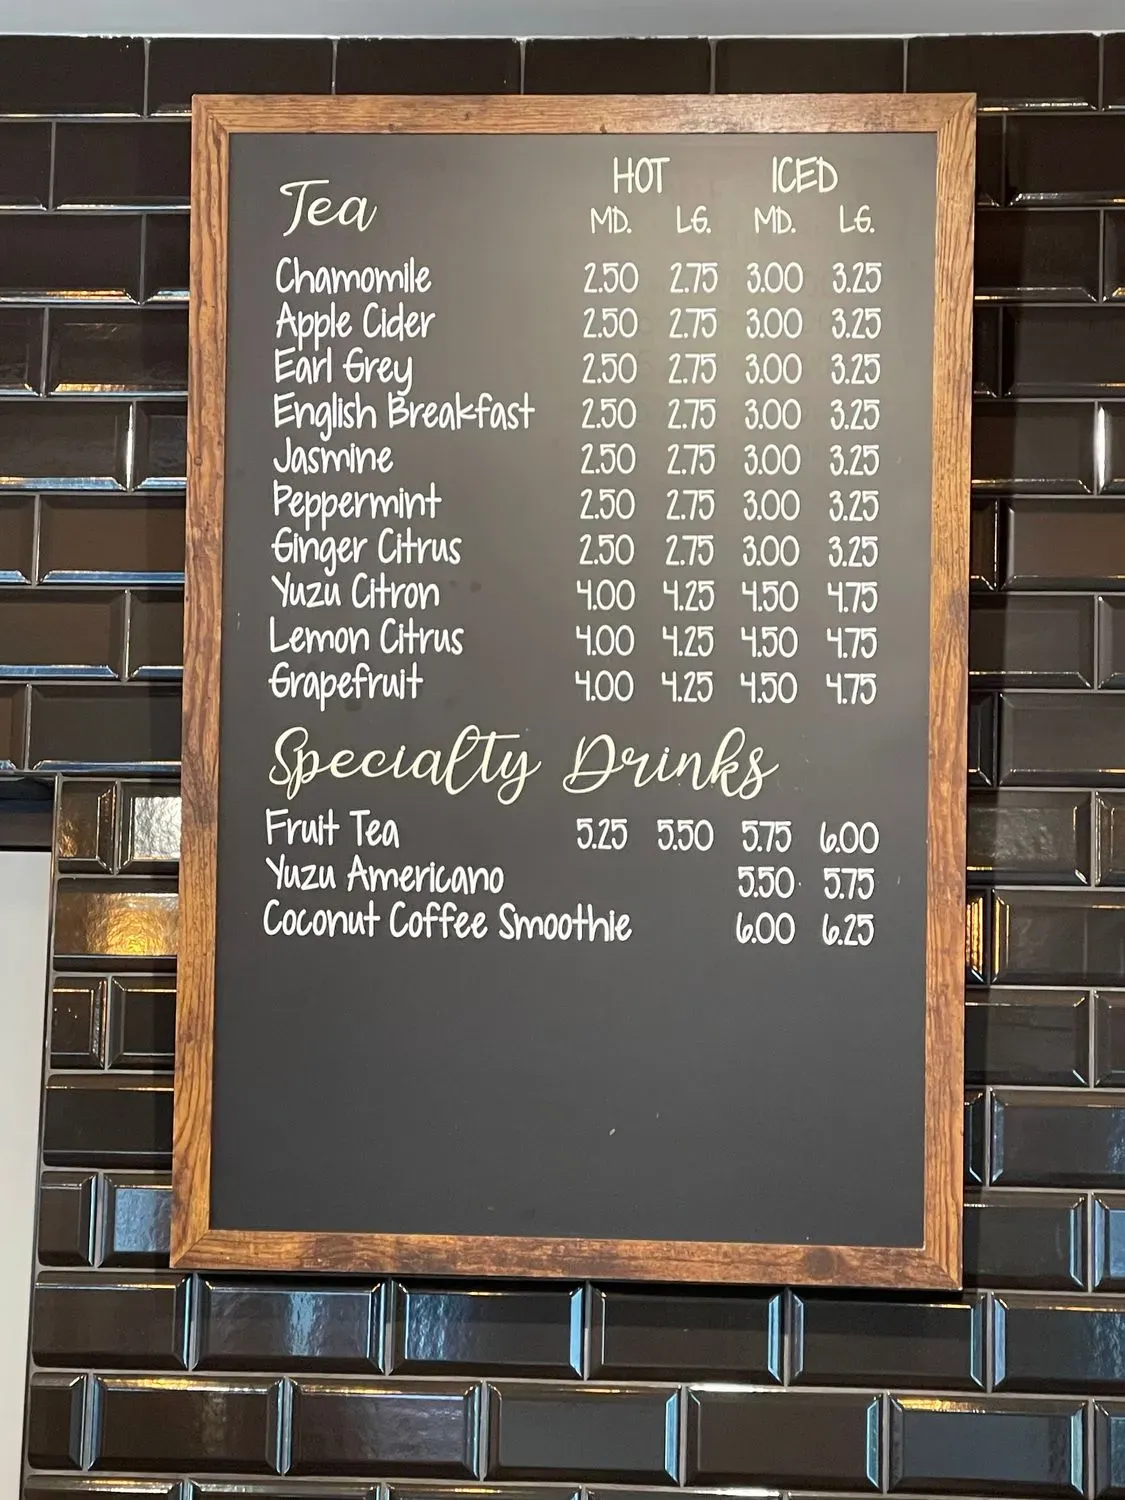 HOT ICED
Tea MD. LG. MD. LG.
Chamomile 2.50 2.75 3.00 3.25
Apple Cider 2.50 2.75 3.00 3.25
Earl Grey 2.50 2.75 3.00 3.25
English Breakfast 2.50 2.75 3.00 3.25
Jasmine 2.50 2.75 3.00 3.25
Peppermint 2.50 2.75 3.00 3.25
Ginger Citrus 2.50 2.75 3.00 3.25
Yuzu Citron 4.00 4.25 4.50 4.75
Lemon Citrus 4.00 4.25 4.50 4.75
Grapefruit 4.00 4.25 4.50 4.75
Specialty Drinks
Fruit Tea 5.25 5.50 5.75 6.00
Yuzu Americano 5.50 5.75
Coconut Coffee Smoothie 6.00 6.25